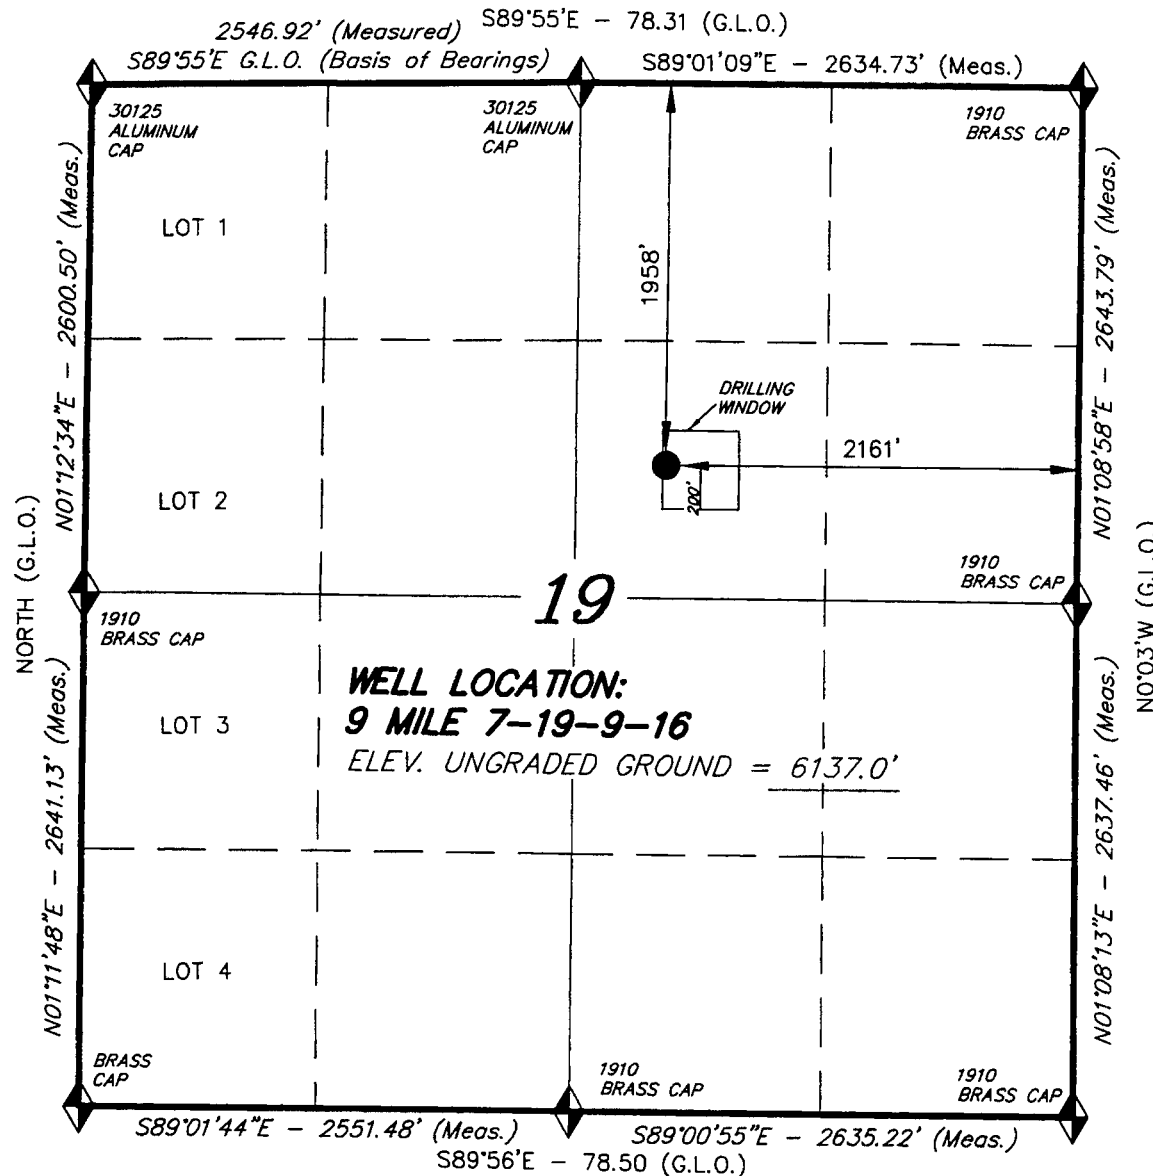 S89°55'E - 78.31 (G.L.O.)
2546.92' (Measured)
S89°55'E G.L.O. (Basis of Bearings)
S89°01'09"E - 2634.73' (Meas.)
30125
ALUMINUM
CAP
30125
ALUMINUM
CAP
1910
BRASS CAP
N01°12'34"E - 2600.50' (Meas.)
LOT 1
1958'
N01°08'58"E - 2643.79' (Meas.)
DRILLING
WINDOW
2161'
200'
LOT 2
NORTH (G.L.O.)
1910
BRASS CAP
N0°03'W (G.L.O.)
19
1910
BRASS CAP
WELL LOCATION:
9 MILE 7-19-9-16
ELEV. UNGRADED GROUND = 6137.0'
LOT 3
N01°11'48"E - 2641.13' (Meas.)
N01°08'13"E - 2637.46' (Meas.)
LOT 4
BRASS
CAP
1910
BRASS CAP
1910
BRASS CAP
S89°01'44"E - 2551.48' (Meas.)
S89°00'55"E - 2635.22' (Meas.)
S89°56'E - 78.50 (G.L.O.)